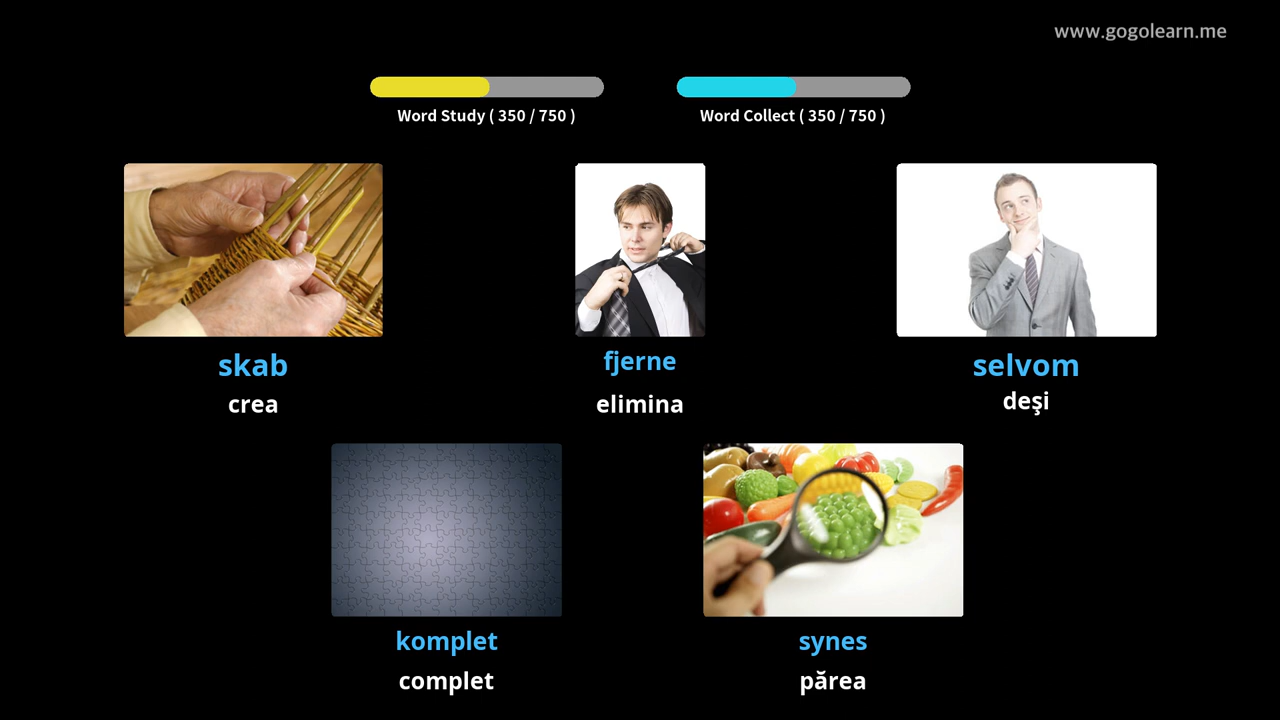 www.gogolearn.me
Word Study ( 350 / 750 )
Word Collect ( 350 / 750 )
skab
crea
fjerne
elimina
selvom
deşi
komplet
complet
synes
părea